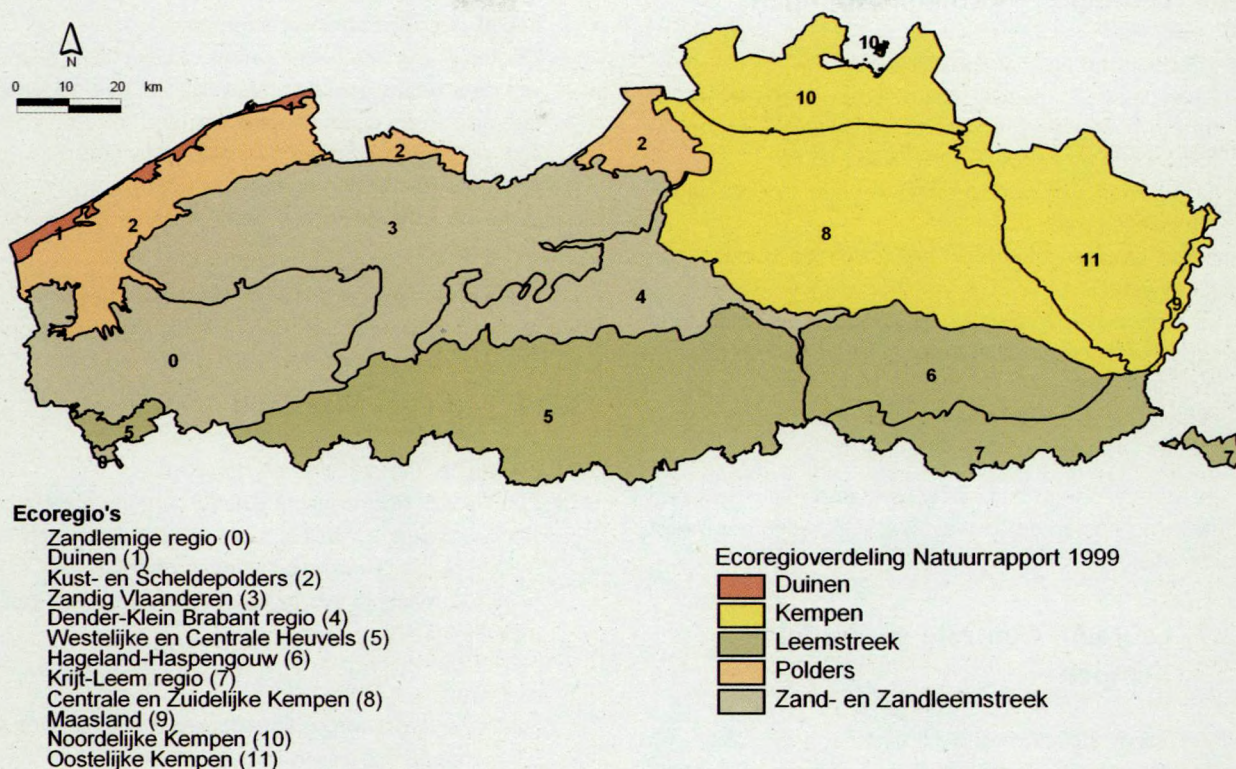 N
0 10 20 km
10
10
1
2
2
2
3
1
8
11
4
9
0
6
5
5
7
7
0
Ecoregio's
Zandlemige regio (0)
Duinen (1)
Kust- en Scheldepolders (2)
Zandig Vlaanderen (3)
Dender-Klein Brabant regio (4)
Westelijke en Centrale Heuvels (5)
Hageland-Haspengouw (6)
Krijt-Leem regio (7)
Centrale en Zuidelijke Kempen (8)
Maasland (9)
Noordelijke Kempen (10)
Oostelijke Kempen (11)
Ecoregioverdeling Natuurrapport 1999
Duinen
Kempen
Leemstreek
Polders
Zand- en Zandleemstreek